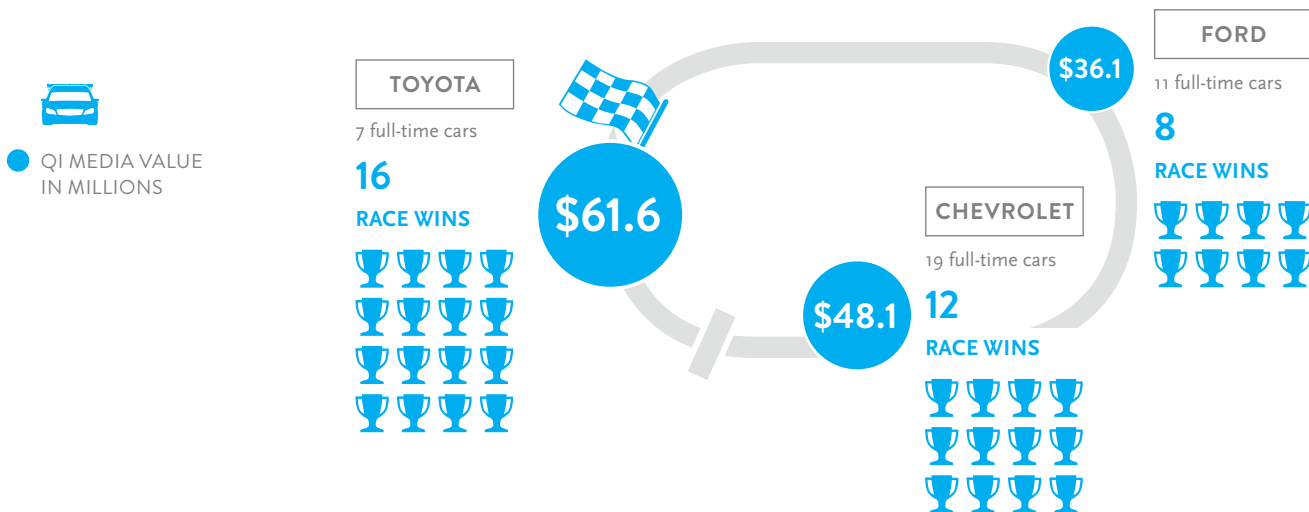 QI MEDIA VALUE
IN MILLIONS
TOYOTA
7 full-time cars
16
RACE WINS
$61.6
$48.1
CHEVROLET
19 full-time cars
12
RACE WINS
$36.1
FORD
11 full-time cars
8
RACE WINS